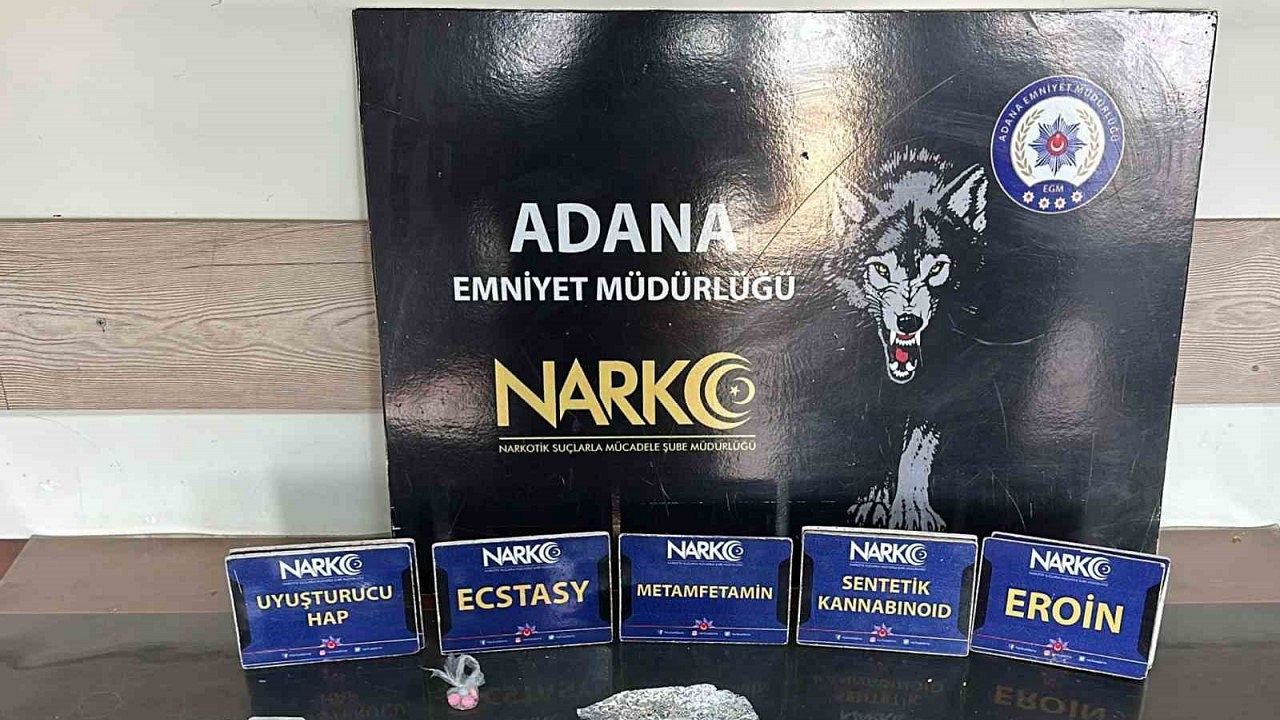 ADANA EMNİYET MÜDÜRLÜĞÜ
EGM
ADANA
EMNİYET MÜDÜRLÜĞÜ
NARKO
NARKOTİK SUÇLARLA MÜCADELE ŞUBE MÜDÜRLÜĞÜ
NARKO
UYUŞTURUCU
HAP
NARKO
ECSTASY
NARKO
METAMFETAMİN
NARKO
SENTETİK
KANNABINOID
NARKO
EROİN